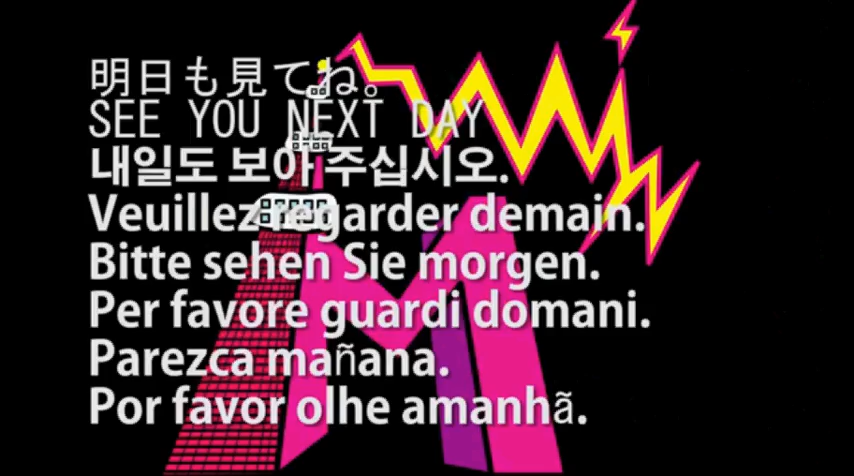 明日も見てね。
SEE YOU NEXT DAY
내일도 보아 주십시오.
Veuillez regarder demain.
Bitte sehen Sie morgen.
Per favore guardi domani.
Parezca mañana.
Por favor olhe amanhã.